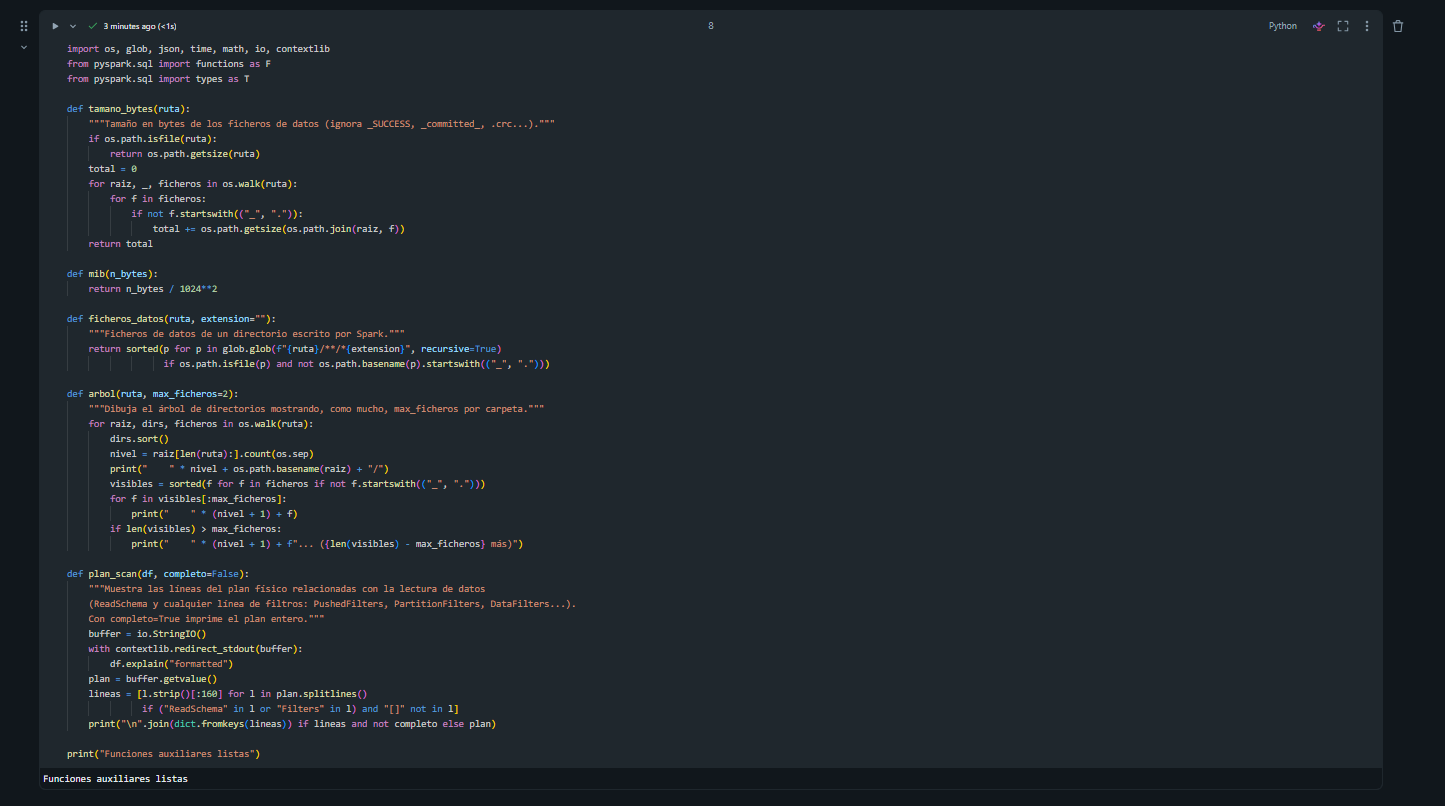 3 minutes ago (<1s)
8
Python
import os, glob, json, time, math, io, contextlib
from pyspark.sql import functions as F
from pyspark.sql import types as T

def tamano_bytes(ruta):
    """Tamaño en bytes de los ficheros de datos (ignora _SUCCESS, _committed_, .crc...)."""
    if os.path.isfile(ruta):
        return os.path.getsize(ruta)
    total = 0
    for raiz, _, ficheros in os.walk(ruta):
        for f in ficheros:
            if not f.startswith(("_", ".")):
                total += os.path.getsize(os.path.join(raiz, f))
    return total

def mib(n_bytes):
    return n_bytes / 1024**2

def ficheros_datos(ruta, extension=""):
    """Ficheros de datos de un directorio escrito por Spark."""
    return sorted(p for p in glob.glob(f"{ruta}/**/*{extension}", recursive=True)
                  if os.path.isfile(p) and not os.path.basename(p).startswith(("_", ".")))

def arbol(ruta, max_ficheros=2):
    """Dibuja el árbol de directorios mostrando, como mucho, max_ficheros por carpeta."""
    for raiz, dirs, ficheros in os.walk(ruta):
        dirs.sort()
        nivel = raiz[len(ruta):].count(os.sep)
        print("    " * nivel + os.path.basename(raiz) + "/")
        visibles = sorted(f for f in ficheros if not f.startswith(("_", ".")))
        for f in visibles[:max_ficheros]:
            print("    " * (nivel + 1) + f)
        if len(visibles) > max_ficheros:
            print("    " * (nivel + 1) + f"... ({len(visibles) - max_ficheros} más)")

def plan_scan(df, completo=False):
    """Muestra las líneas del plan físico relacionadas con la lectura de datos
    (ReadSchema y cualquier línea de filtros: PushedFilters, PartitionFilters, DataFilters...).
    Con completo=True imprime el plan entero."""
    buffer = io.StringIO()
    with contextlib.redirect_stdout(buffer):
        df.explain("formatted")
    plan = buffer.getvalue()
    lineas = [l.strip()[:160] for l in plan.splitlines()
              if ("ReadSchema" in l or "Filters" in l) and "[]" not in l]
    print("\n".join(dict.fromkeys(lineas)) if lineas and not completo else plan)

print("Funciones auxiliares listas")
Funciones auxiliares listas